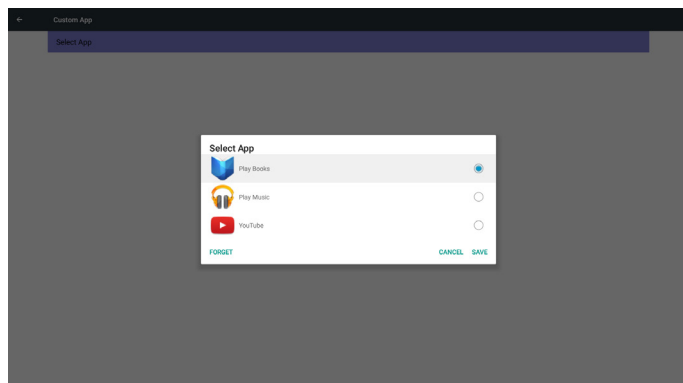 Custom App
Select App
Select App
Play Books
Play Music
YouTube
FORGET CANCEL SAVE